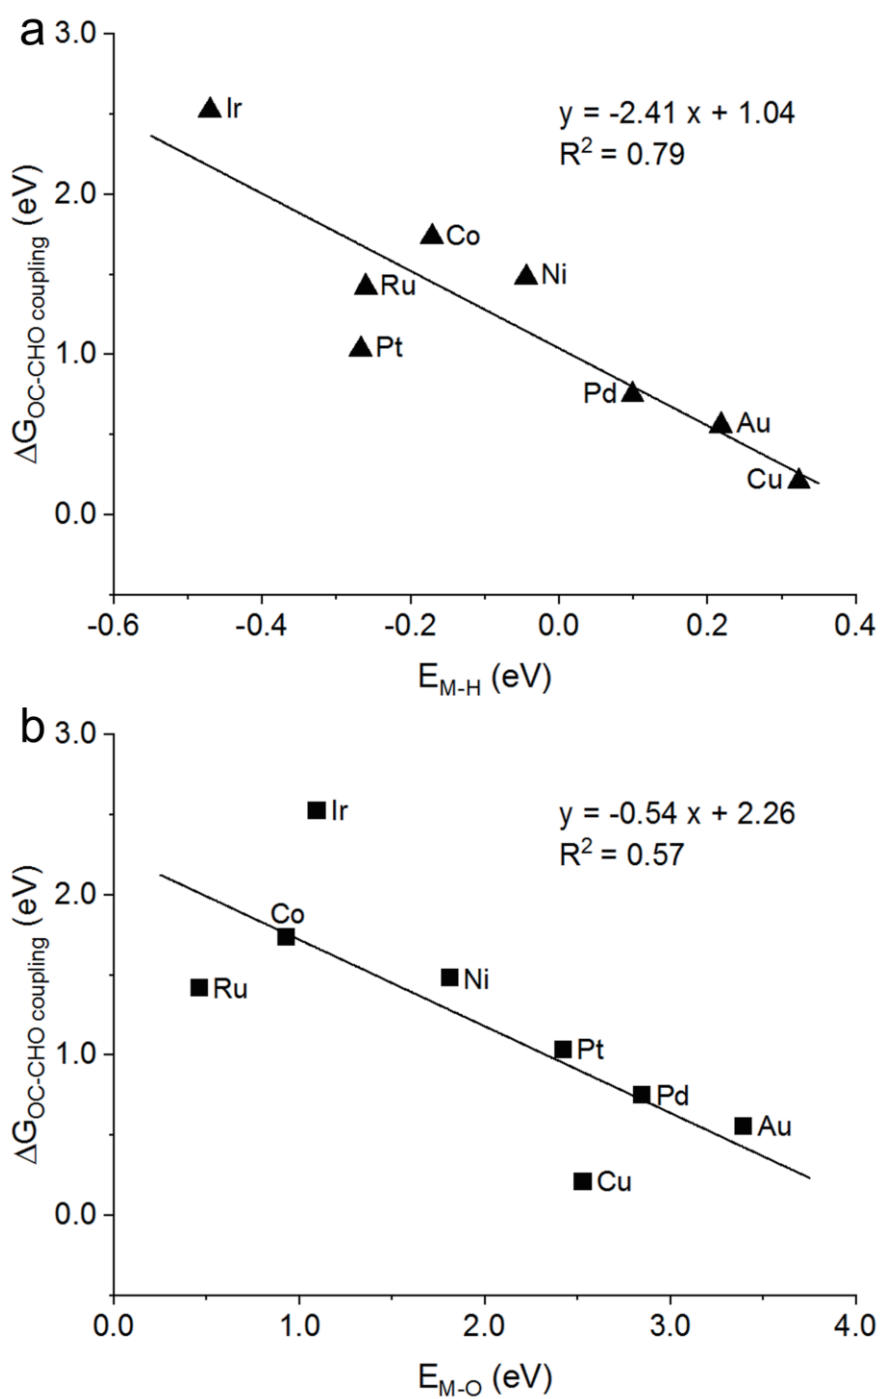 a
3.0
2.0
1.0
0.0
ΔG_OC-CHO coupling (eV)
Ir
y = -2.41 x + 1.04
R² = 0.79
Co
Ni
Ru
Pt
Pd
Au
Cu
-0.6 -0.4 -0.2 0.0 0.2 0.4
E_M-H (eV)
b
3.0
2.0
1.0
0.0
ΔG_OC-CHO coupling (eV)
Ir
y = -0.54 x + 2.26
R² = 0.57
Co
Ru
Ni
Pt
Pd
Au
Cu
0.0 1.0 2.0 3.0 4.0
E_M-O (eV)